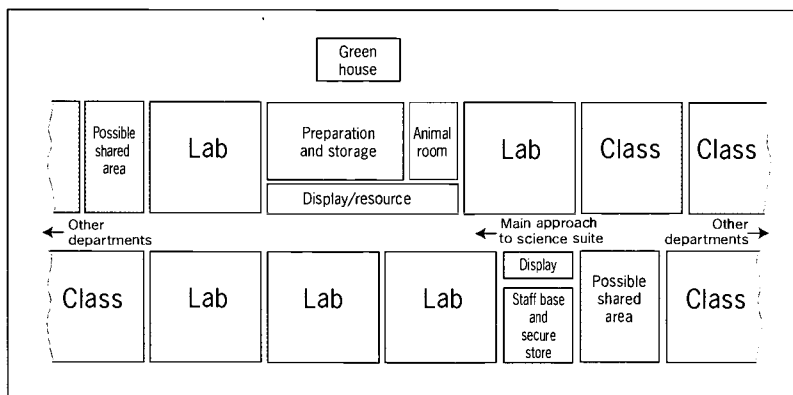 Green
house
Possible
shared
area
Lab
Preparation
and storage
Animal
room
Lab
Class
Class
Display/resource
Other
departments
Main approach
to science suite
Other
departments
Class
Lab
Lab
Lab
Display
Staff base
and
secure
store
Possible
shared
area
Class